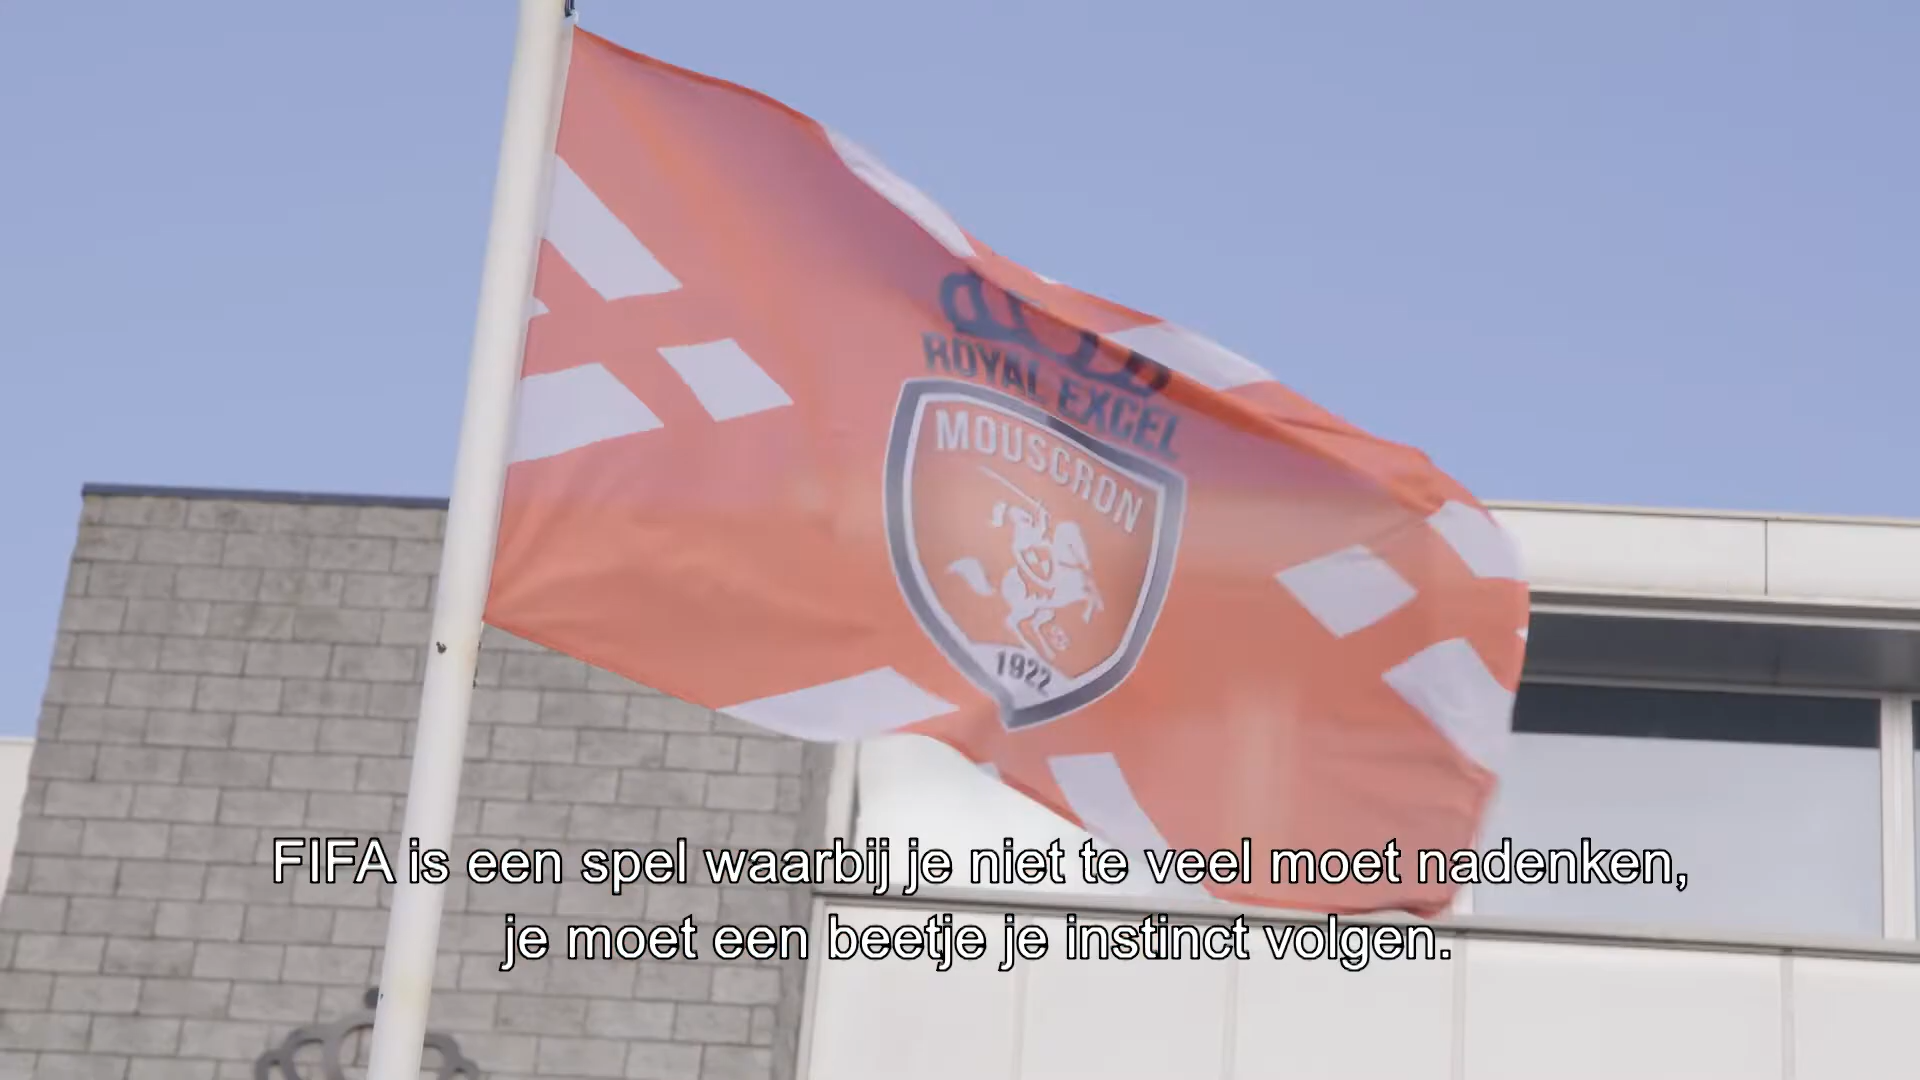 ROYAL EXCEL
MOUSCRON
1922
FIFA is een spel waarbij je niet te veel moet nadenken,
je moet een beetje je instinct volgen.